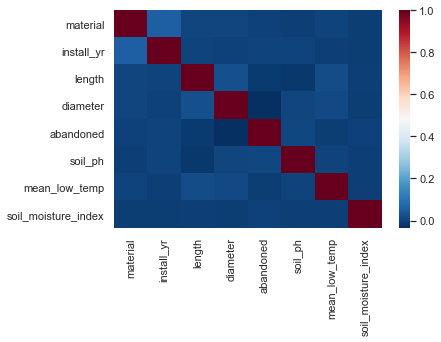 material
install_yr
length
diameter
abandoned
soil_ph
mean_low_temp
soil_moisture_index
material
install_yr
length
diameter
abandoned
soil_ph
mean_low_temp
soil_moisture_index
1.0
0.8
0.6
0.4
0.2
0.0